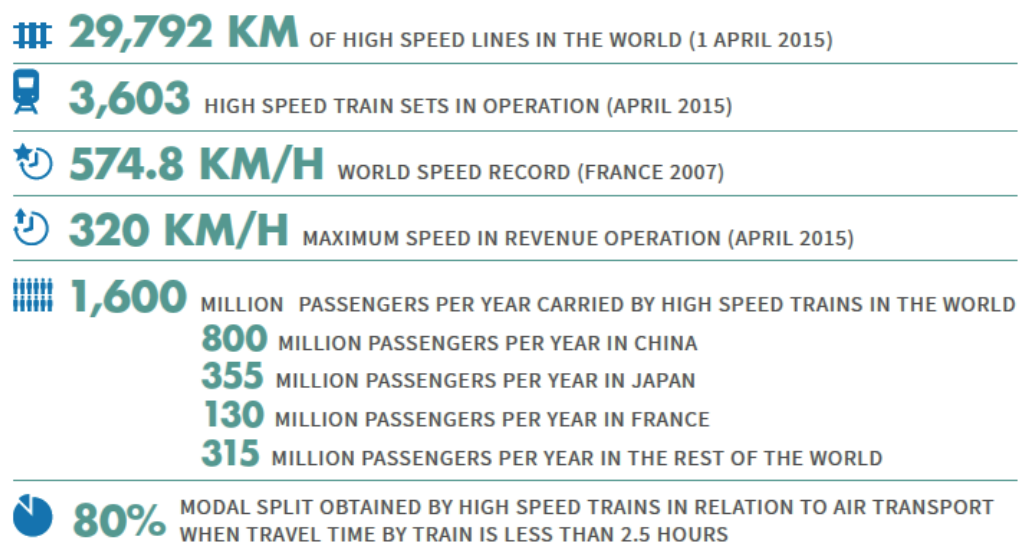 29,792 KM OF HIGH SPEED LINES IN THE WORLD (1 APRIL 2015)
3,603 HIGH SPEED TRAIN SETS IN OPERATION (APRIL 2015)
574.8 KM/H WORLD SPEED RECORD (FRANCE 2007)
320 KM/H MAXIMUM SPEED IN REVENUE OPERATION (APRIL 2015)
1,600 MILLION PASSENGERS PER YEAR CARRIED BY HIGH SPEED TRAINS IN THE WORLD
800 MILLION PASSENGERS PER YEAR IN CHINA
355 MILLION PASSENGERS PER YEAR IN JAPAN
130 MILLION PASSENGERS PER YEAR IN FRANCE
315 MILLION PASSENGERS PER YEAR IN THE REST OF THE WORLD
80% MODAL SPLIT OBTAINED BY HIGH SPEED TRAINS IN RELATION TO AIR TRANSPORT
WHEN TRAVEL TIME BY TRAIN IS LESS THAN 2.5 HOURS